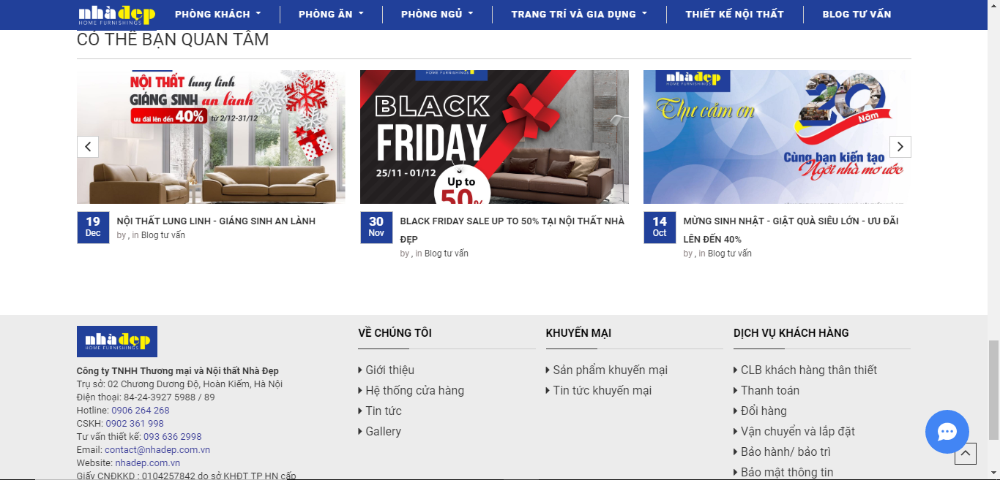 nhàđẹp
HOME FURNISHINGS
PHÒNG KHÁCH
PHÒNG ĂN
PHÒNG NGỦ
TRANG TRÍ VÀ GIA DỤNG
THIẾT KẾ NỘI THẤT
BLOG TƯ VẤN
CÓ THỂ BẠN QUAN TÂM
NỘI THẤT lung linh
GIÁNG SINH an lành
ưu đãi lên đến 40% từ 2/12-31/12
HOME FURNISHINGS
BLACK
FRIDAY
25/11 - 01/12
Up to
50%
nhàđẹp
HOME FURNISHINGS
Thư cảm ơn
20
Năm
Cùng bạn kiến tạo
Ngôi nhà mơ ước
19
Dec
NỘI THẤT LUNG LINH - GIÁNG SINH AN LÀNH
by , in Blog tư vấn
30
Nov
BLACK FRIDAY SALE UP TO 50% TẠI NỘI THẤT NHÀ
ĐẸP
by , in Blog tư vấn
14
Oct
MỪNG SINH NHẬT - GIẬT QUÀ SIÊU LỚN - ƯU ĐÃI
LÊN ĐẾN 40%
by , in Blog tư vấn
nhàđẹp
HOME FURNISHINGS
Công ty TNHH Thương mại và Nội thất Nhà Đẹp
Trụ sở: 02 Chương Dương Độ, Hoàn Kiếm, Hà Nội
Điện thoại: 84-24-3927 5988 / 89
Hotline: 0906 264 268
CSKH: 0902 361 998
Tư vấn thiết kế: 093 636 2998
Email: contact@nhadep.com.vn
Website: nhadep.com.vn
Giấy CNĐKKD : 0104257842 do sở KHĐT TP HN cấp
VỀ CHÚNG TÔI
Giới thiệu
Hệ thống cửa hàng
Tin tức
Gallery
KHUYẾN MẠI
Sản phẩm khuyến mại
Tin tức khuyến mại
DỊCH VỤ KHÁCH HÀNG
CLB khách hàng thân thiết
Thanh toán
Đổi hàng
Vận chuyển và lắp đặt
Bảo hành/ bảo trì
Bảo mật thông tin